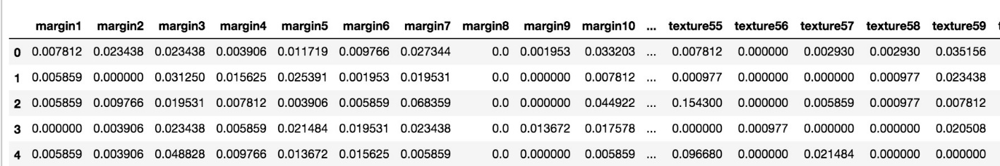 margin1 margin2 margin3 margin4 margin5 margin6 margin7 margin8 margin9 margin10 ... texture55 texture56 texture57 texture58 texture59
0 0.007812 0.023438 0.023438 0.003906 0.011719 0.009766 0.027344 0.0 0.001953 0.033203 ... 0.007812 0.000000 0.002930 0.002930 0.035156
1 0.005859 0.000000 0.031250 0.015625 0.025391 0.001953 0.019531 0.0 0.000000 0.007812 ... 0.000977 0.000000 0.000000 0.000977 0.023438
2 0.005859 0.009766 0.019531 0.007812 0.003906 0.005859 0.068359 0.0 0.000000 0.044922 ... 0.154300 0.000000 0.005859 0.000977 0.007812
3 0.000000 0.003906 0.023438 0.005859 0.021484 0.019531 0.023438 0.0 0.013672 0.017578 ... 0.000000 0.000977 0.000000 0.000000 0.020508
4 0.005859 0.003906 0.048828 0.009766 0.013672 0.015625 0.005859 0.0 0.000000 0.005859 ... 0.096680 0.000000 0.021484 0.000000 0.000000